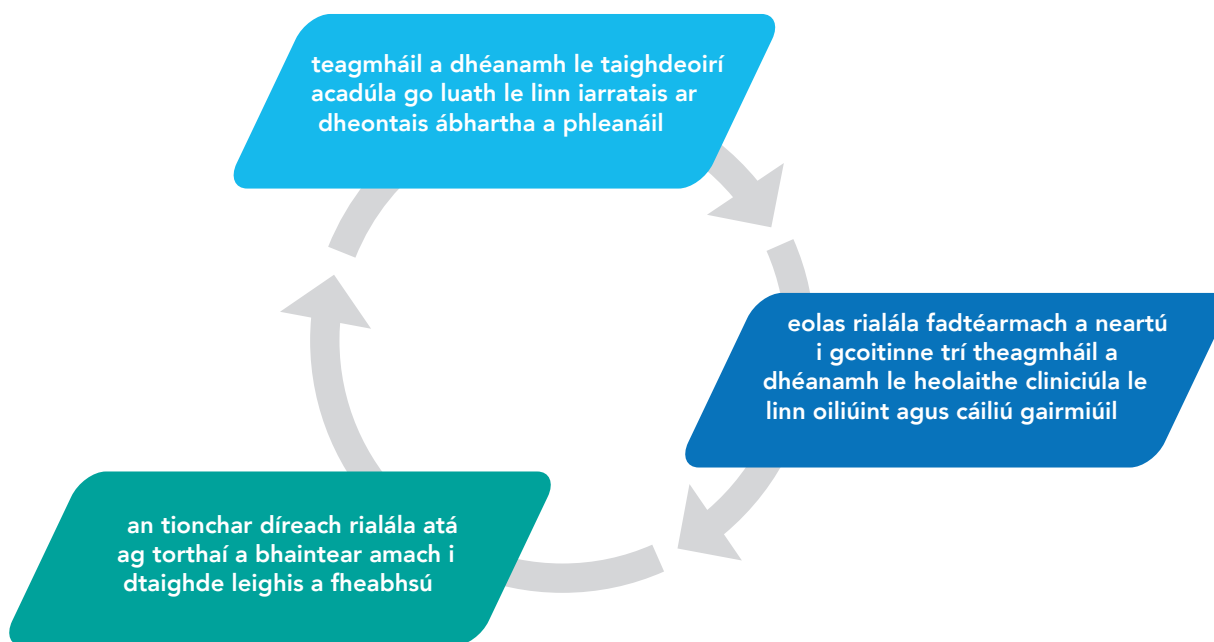 teagmháil a dhéanamh le taighdeoirí
acadúla go luath le linn iarratais ar
dheontais ábhartha a phleanáil
eolas rialála fadtéarmach a neartú
i gcoitinne trí theagmháil a
dhéanamh le heolaithe cliniciúla le
linn oiliúint agus cáiliú gairmiúil
an tionchar díreach rialála atá
ag torthaí a bhaintear amach i
dtaighde leighis a fheabhsú